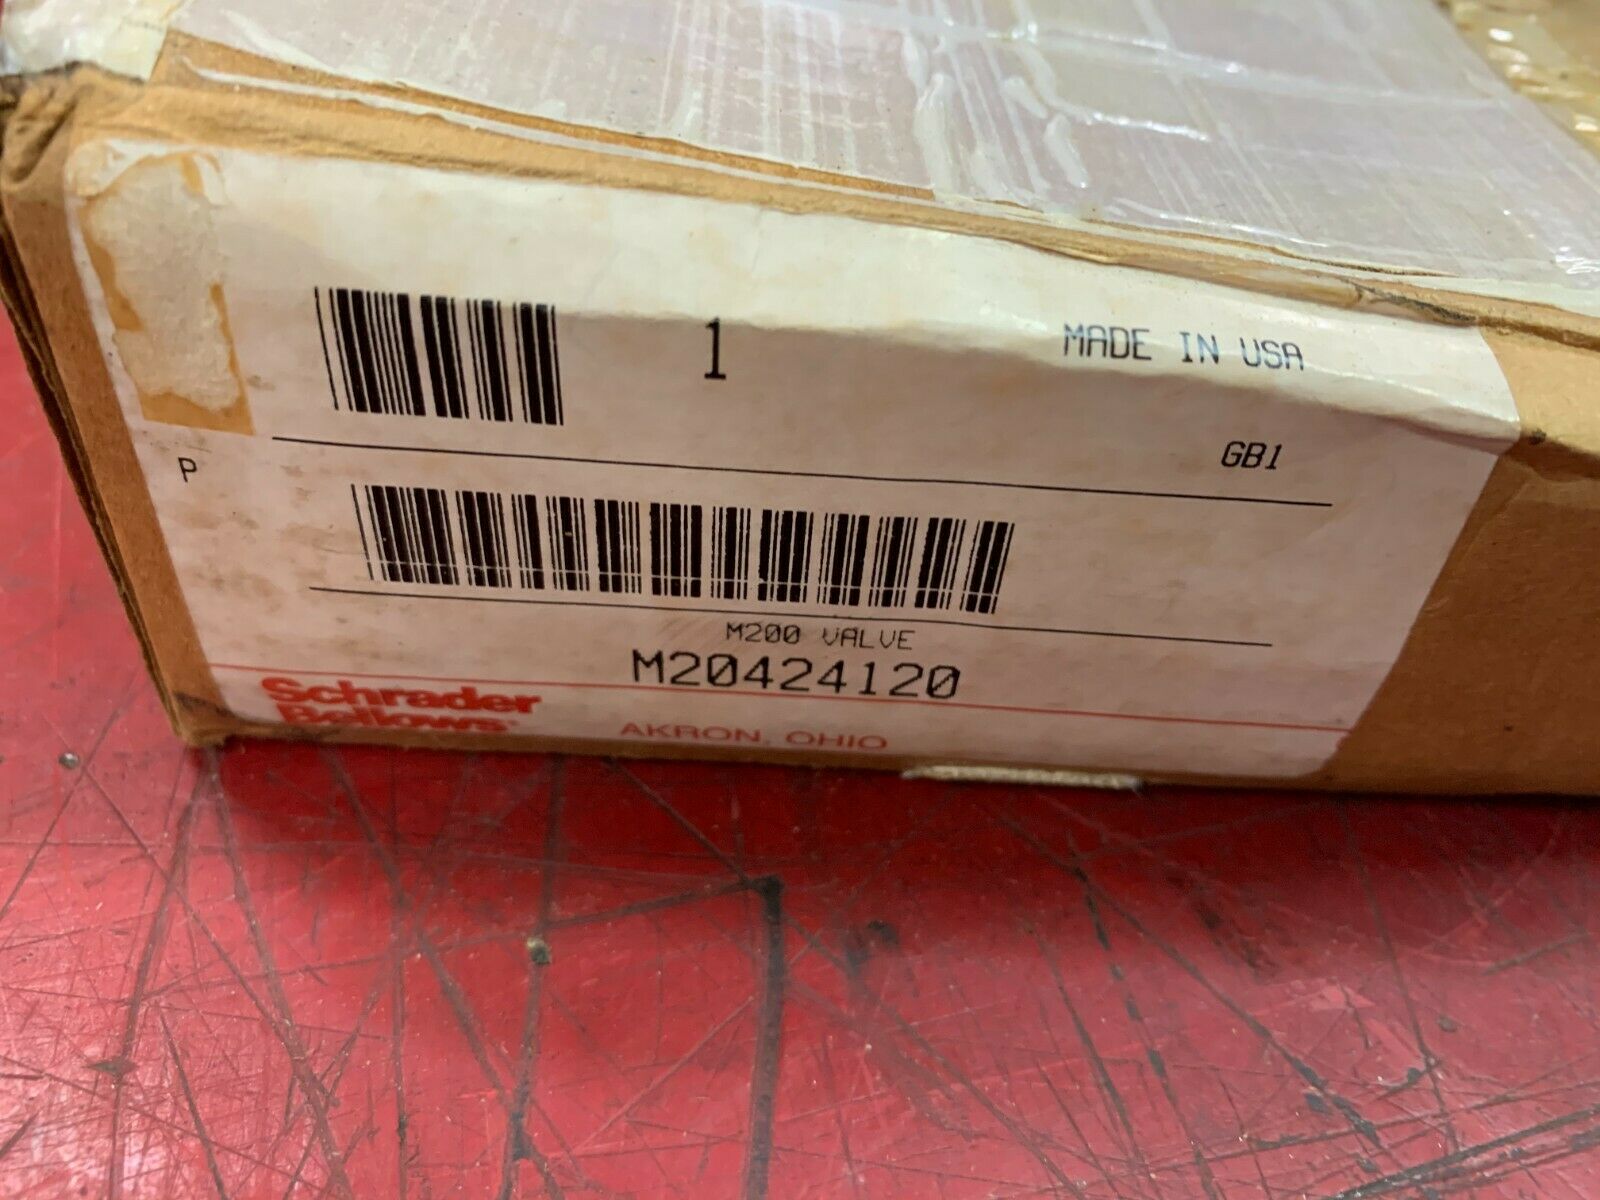 1
MADE IN USA
GB1
P
M200 VALVE
M20424120
Schrader
Bellows
AKRON, OHIO